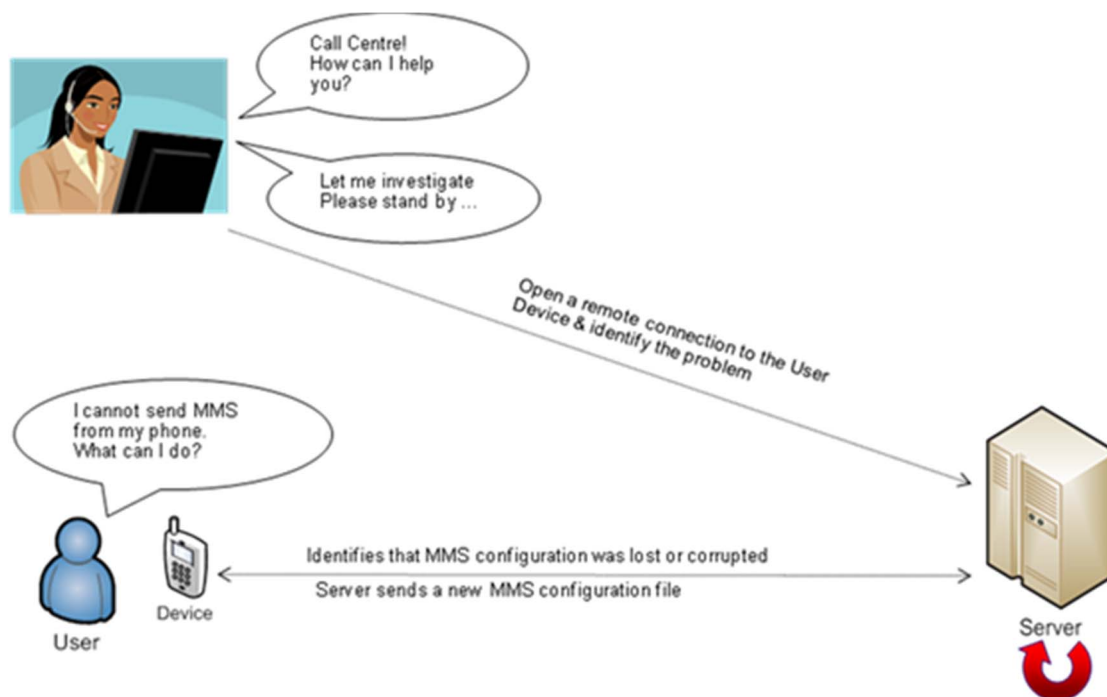 Call Centre!
How can I help
you?
Let me investigate
Please stand by ...
Open a remote connection to the User
Device & identify the problem
I cannot send MMS
from my phone.
What can I do?
Identifies that MMS configuration was lost or corrupted
Server sends a new MMS configuration file
Device
User
Server